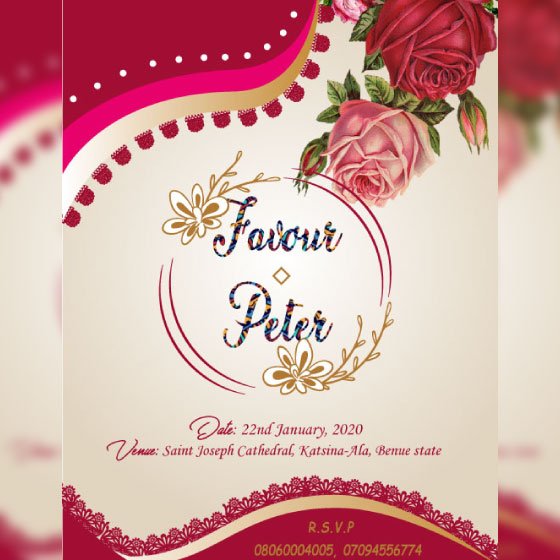 Favour
Peter
Date: 22nd January, 2020
Venue: Saint Joseph Cathedral, Katsina-Ala, Benue state
R.S.V.P
08060004005, 07094556774